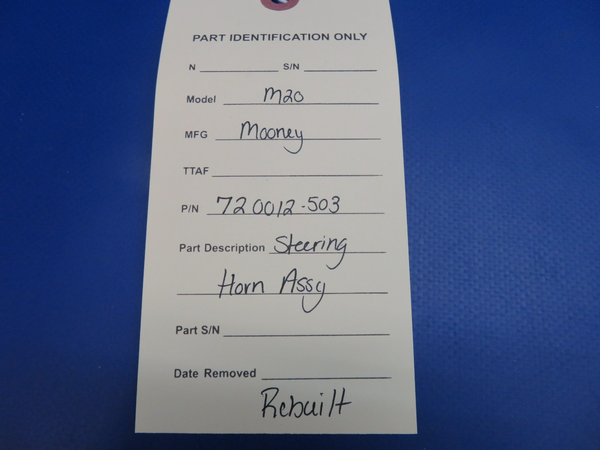 PART IDENTIFICATION ONLY
N S/N
Model M20
MFG Mooney
TTAF
P/N 720012-503
Part Description Steering
Horn Assy
Part S/N
Date Removed
Rebuilt